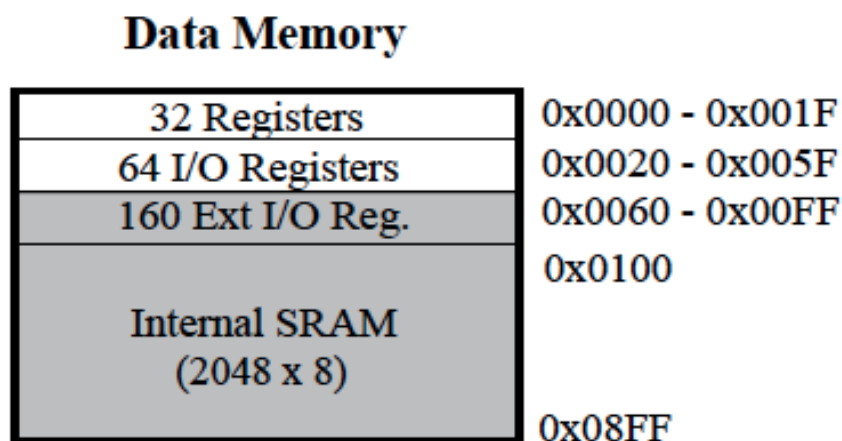 Data Memory
32 Registers 0x0000 - 0x001F
64 I/O Registers 0x0020 - 0x005F
160 Ext I/O Reg. 0x0060 - 0x00FF
0x0100
Internal SRAM
(2048 x 8)
0x08FF